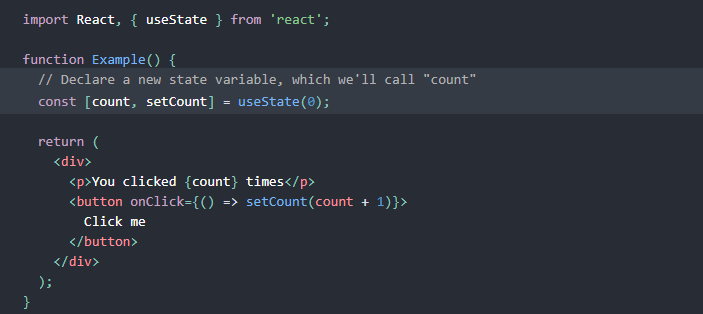 import React, { useState } from 'react';
function Example() {
// Declare a new state variable, which we'll call "count"
const [count, setCount] = useState(0);
return (
<div>
<p>You clicked {count} times</p>
<button onClick={() => setCount(count + 1)}>
Click me
</button>
</div>
);
}